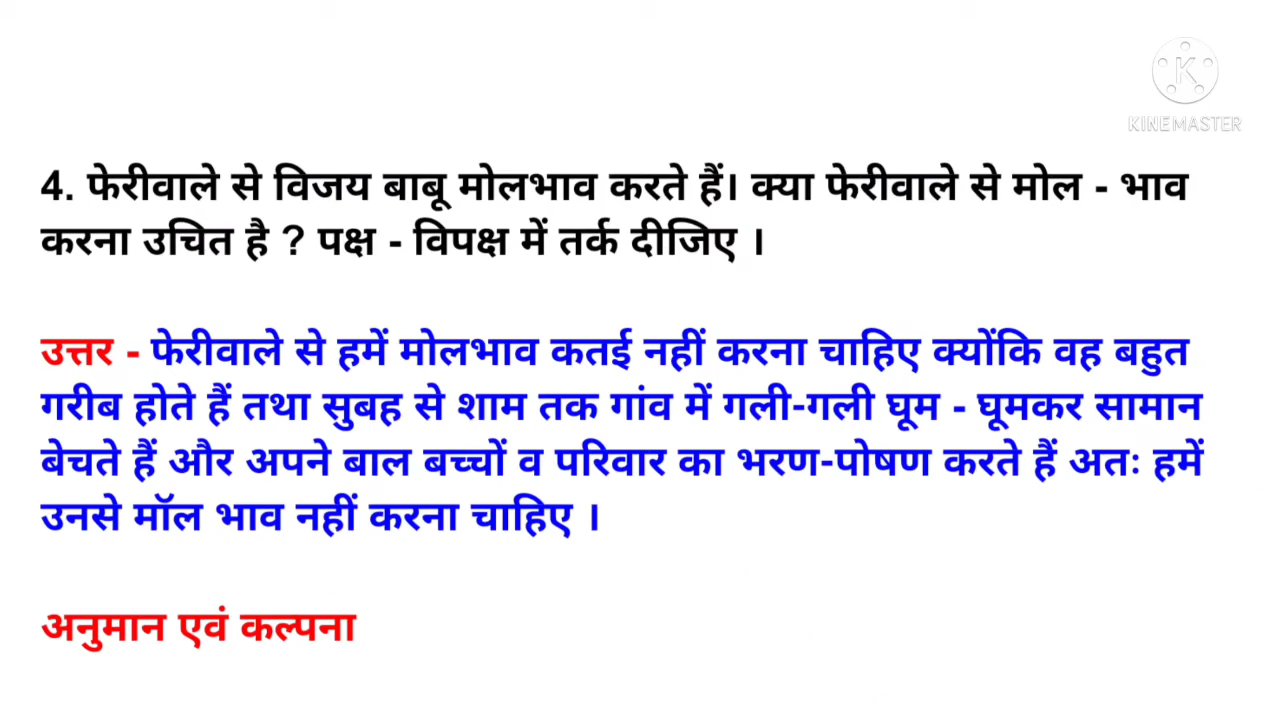 KINEMASTER
4. फेरीवाले से विजय बाबू मोलभाव करते हैं। क्या फेरीवाले से मोल - भाव
करना उचित है ? पक्ष - विपक्ष में तर्क दीजिए ।
उत्तर - फेरीवाले से हमें मोलभाव कतई नहीं करना चाहिए क्योंकि वह बहुत
गरीब होते हैं तथा सुबह से शाम तक गांव में गली-गली घूम - घूमकर सामान
बेचते हैं और अपने बाल बच्चों व परिवार का भरण-पोषण करते हैं अतः हमें
उनसे मॉल भाव नहीं करना चाहिए ।
अनुमान एवं कल्पना